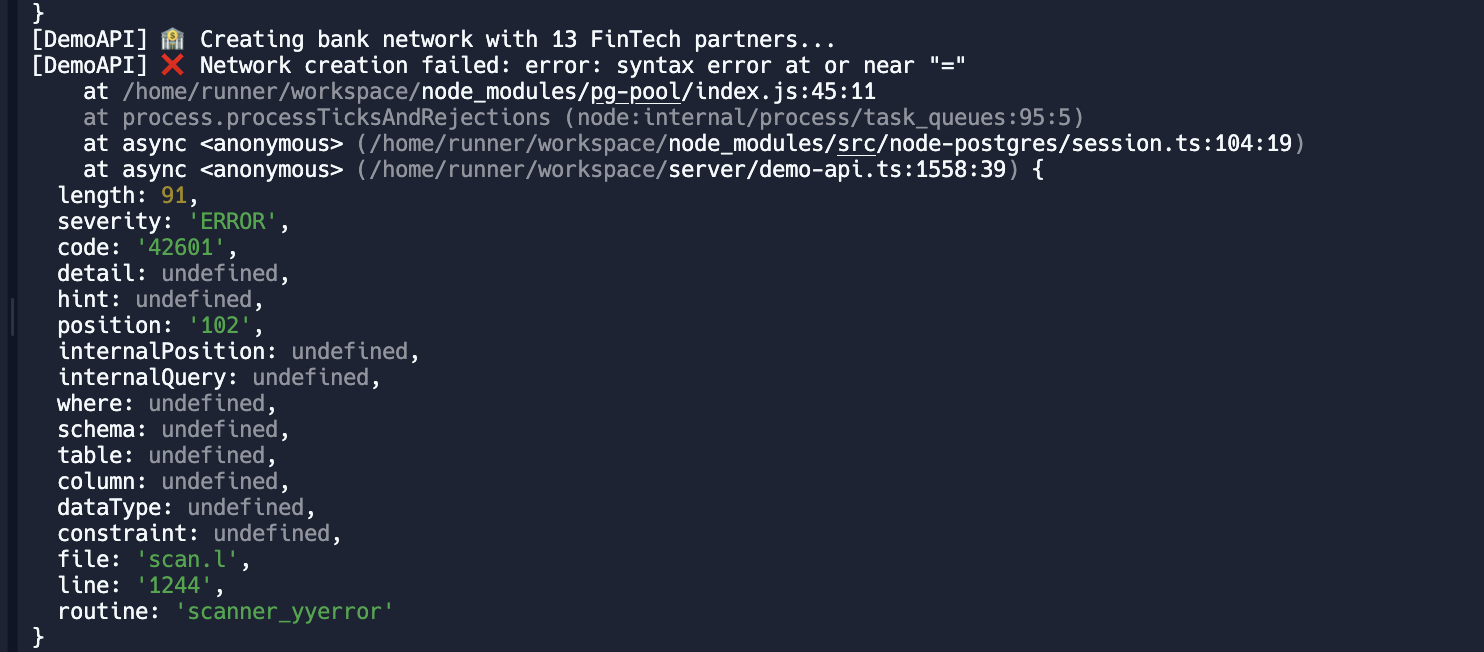 }
[DemoAPI] 🏦 Creating bank network with 13 FinTech partners...
[DemoAPI] ❌ Network creation failed: error: syntax error at or near "="
    at /home/runner/workspace/node_modules/pg-pool/index.js:45:11
    at process.processTicksAndRejections (node:internal/process/task_queues:95:5)
    at async <anonymous> (/home/runner/workspace/node_modules/src/node-postgres/session.ts:104:19)
    at async <anonymous> (/home/runner/workspace/server/demo-api.ts:1558:39) {
  length: 91,
  severity: 'ERROR',
  code: '42601',
  detail: undefined,
  hint: undefined,
  position: '102',
  internalPosition: undefined,
  internalQuery: undefined,
  where: undefined,
  schema: undefined,
  table: undefined,
  column: undefined,
  dataType: undefined,
  constraint: undefined,
  file: 'scan.l',
  line: '1244',
  routine: 'scanner_yyerror'
}